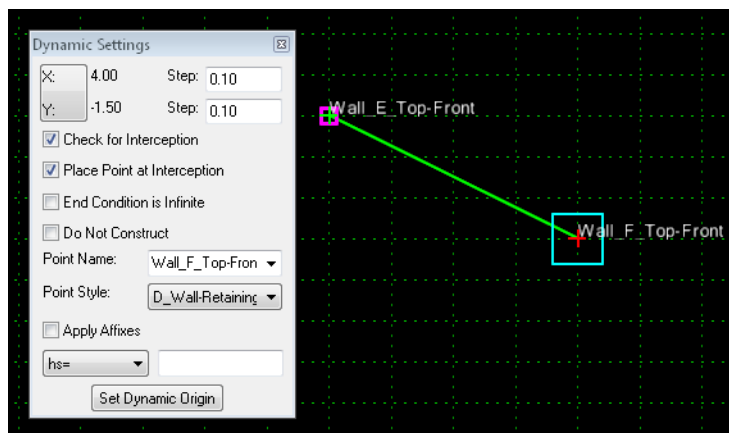 Dynamic Settings
X: 4.00 Step: 0.10
Y: -1.50 Step: 0.10
Check for Interception
Place Point at Interception
End Condition is Infinite
Do Not Construct
Point Name: Wall_F_Top-Fron
Point Style: D_Wall-Retaining
Apply Affixes
hs=
Set Dynamic Origin
Wall_E_Top-Front
Wall_F_Top-Front